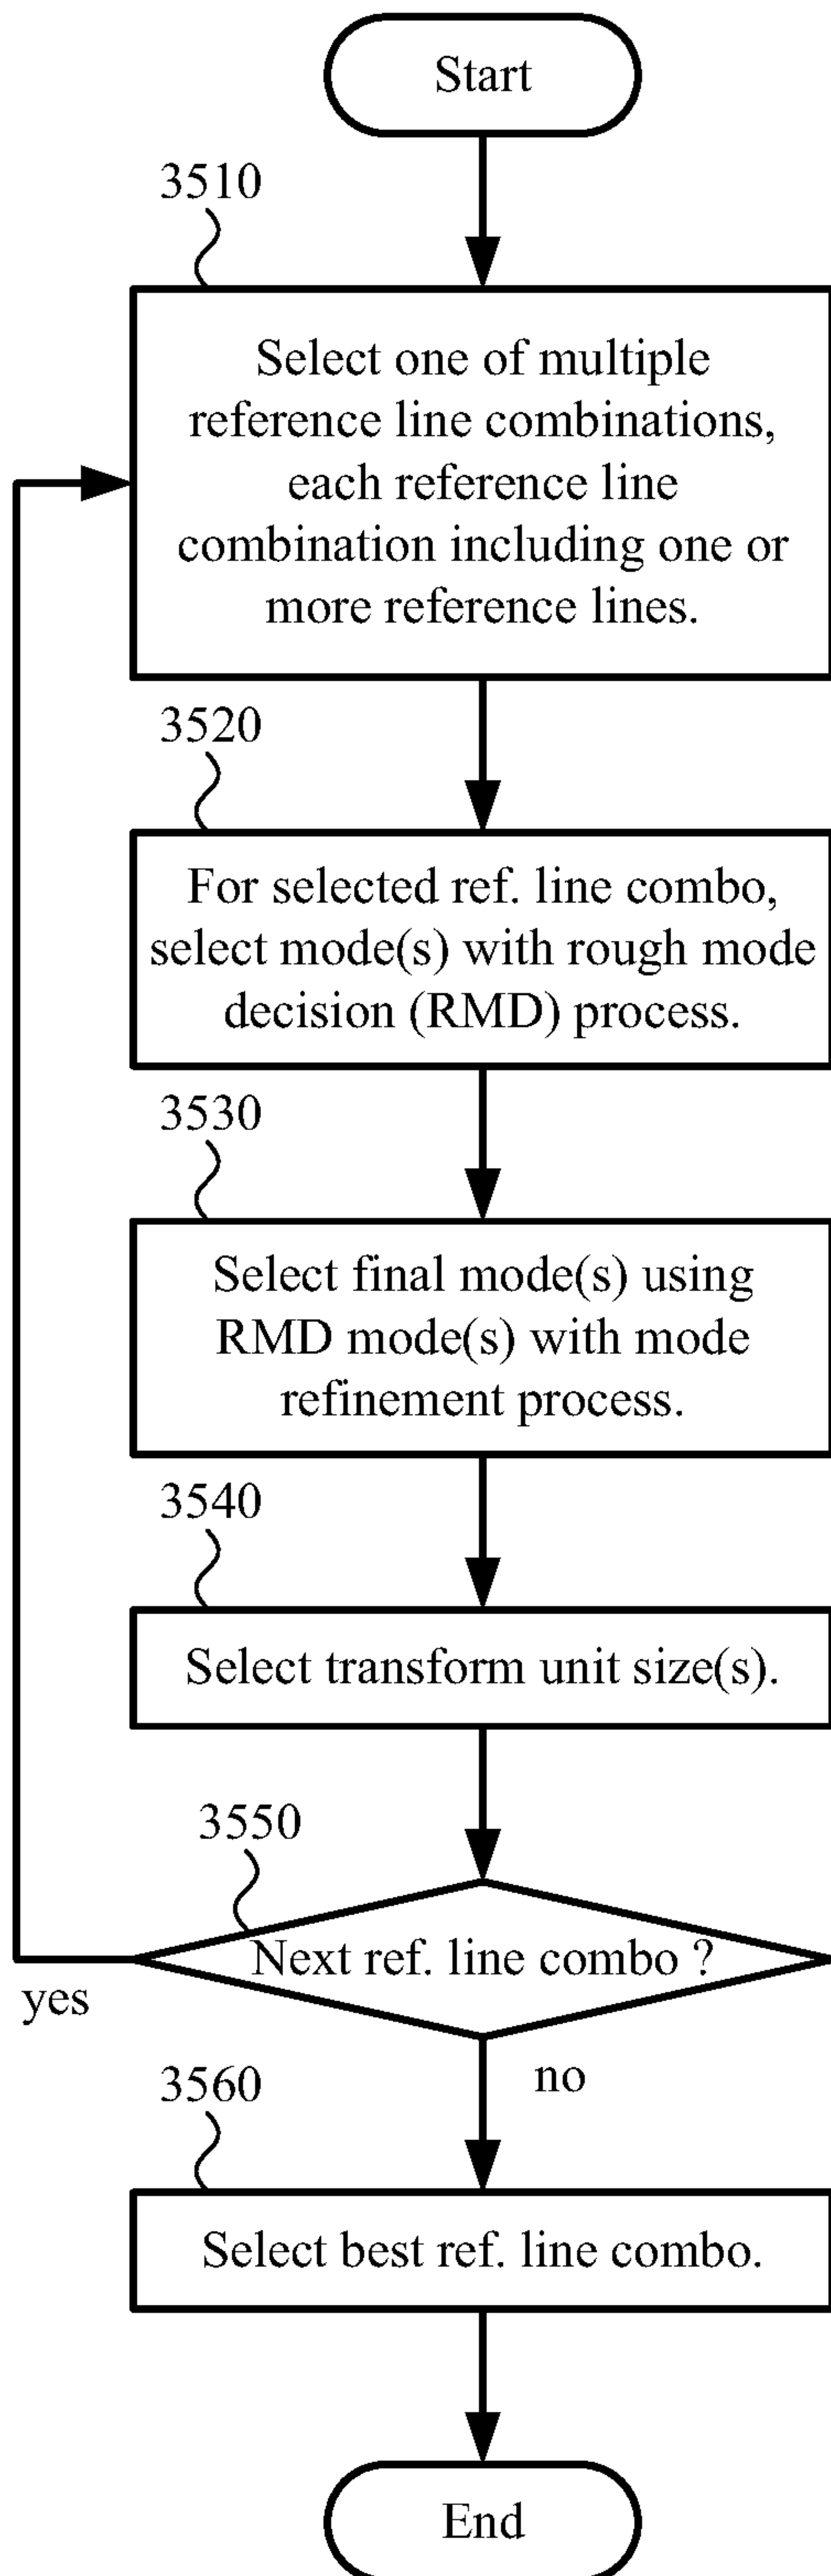 Start
3510
Select one of multiple
reference line combinations,
each reference line
combination including one or
more reference lines.
3520
For selected ref. line combo,
select mode(s) with rough mode
decision (RMD) process.
3530
Select final mode(s) using
RMD mode(s) with mode
refinement process.
3540
Select transform unit size(s).
3550
Next ref. line combo ?
yes
no
3560
Select best ref. line combo.
End